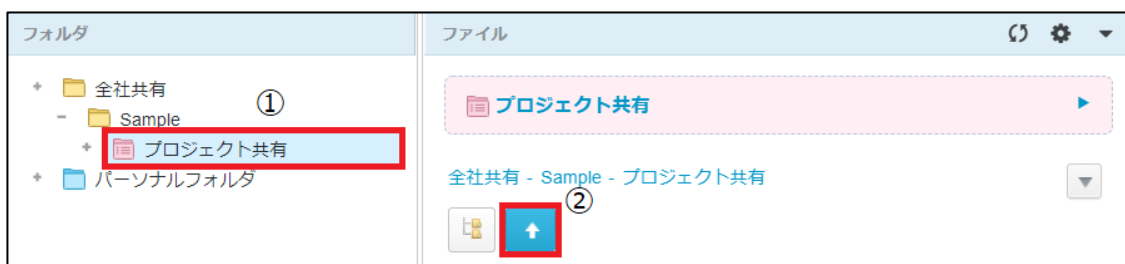 フォルダ
全社共有
①
Sample
プロジェクト共有
パーソナルフォルダ
ファイル
プロジェクト共有
全社共有 - Sample - プロジェクト共有
②